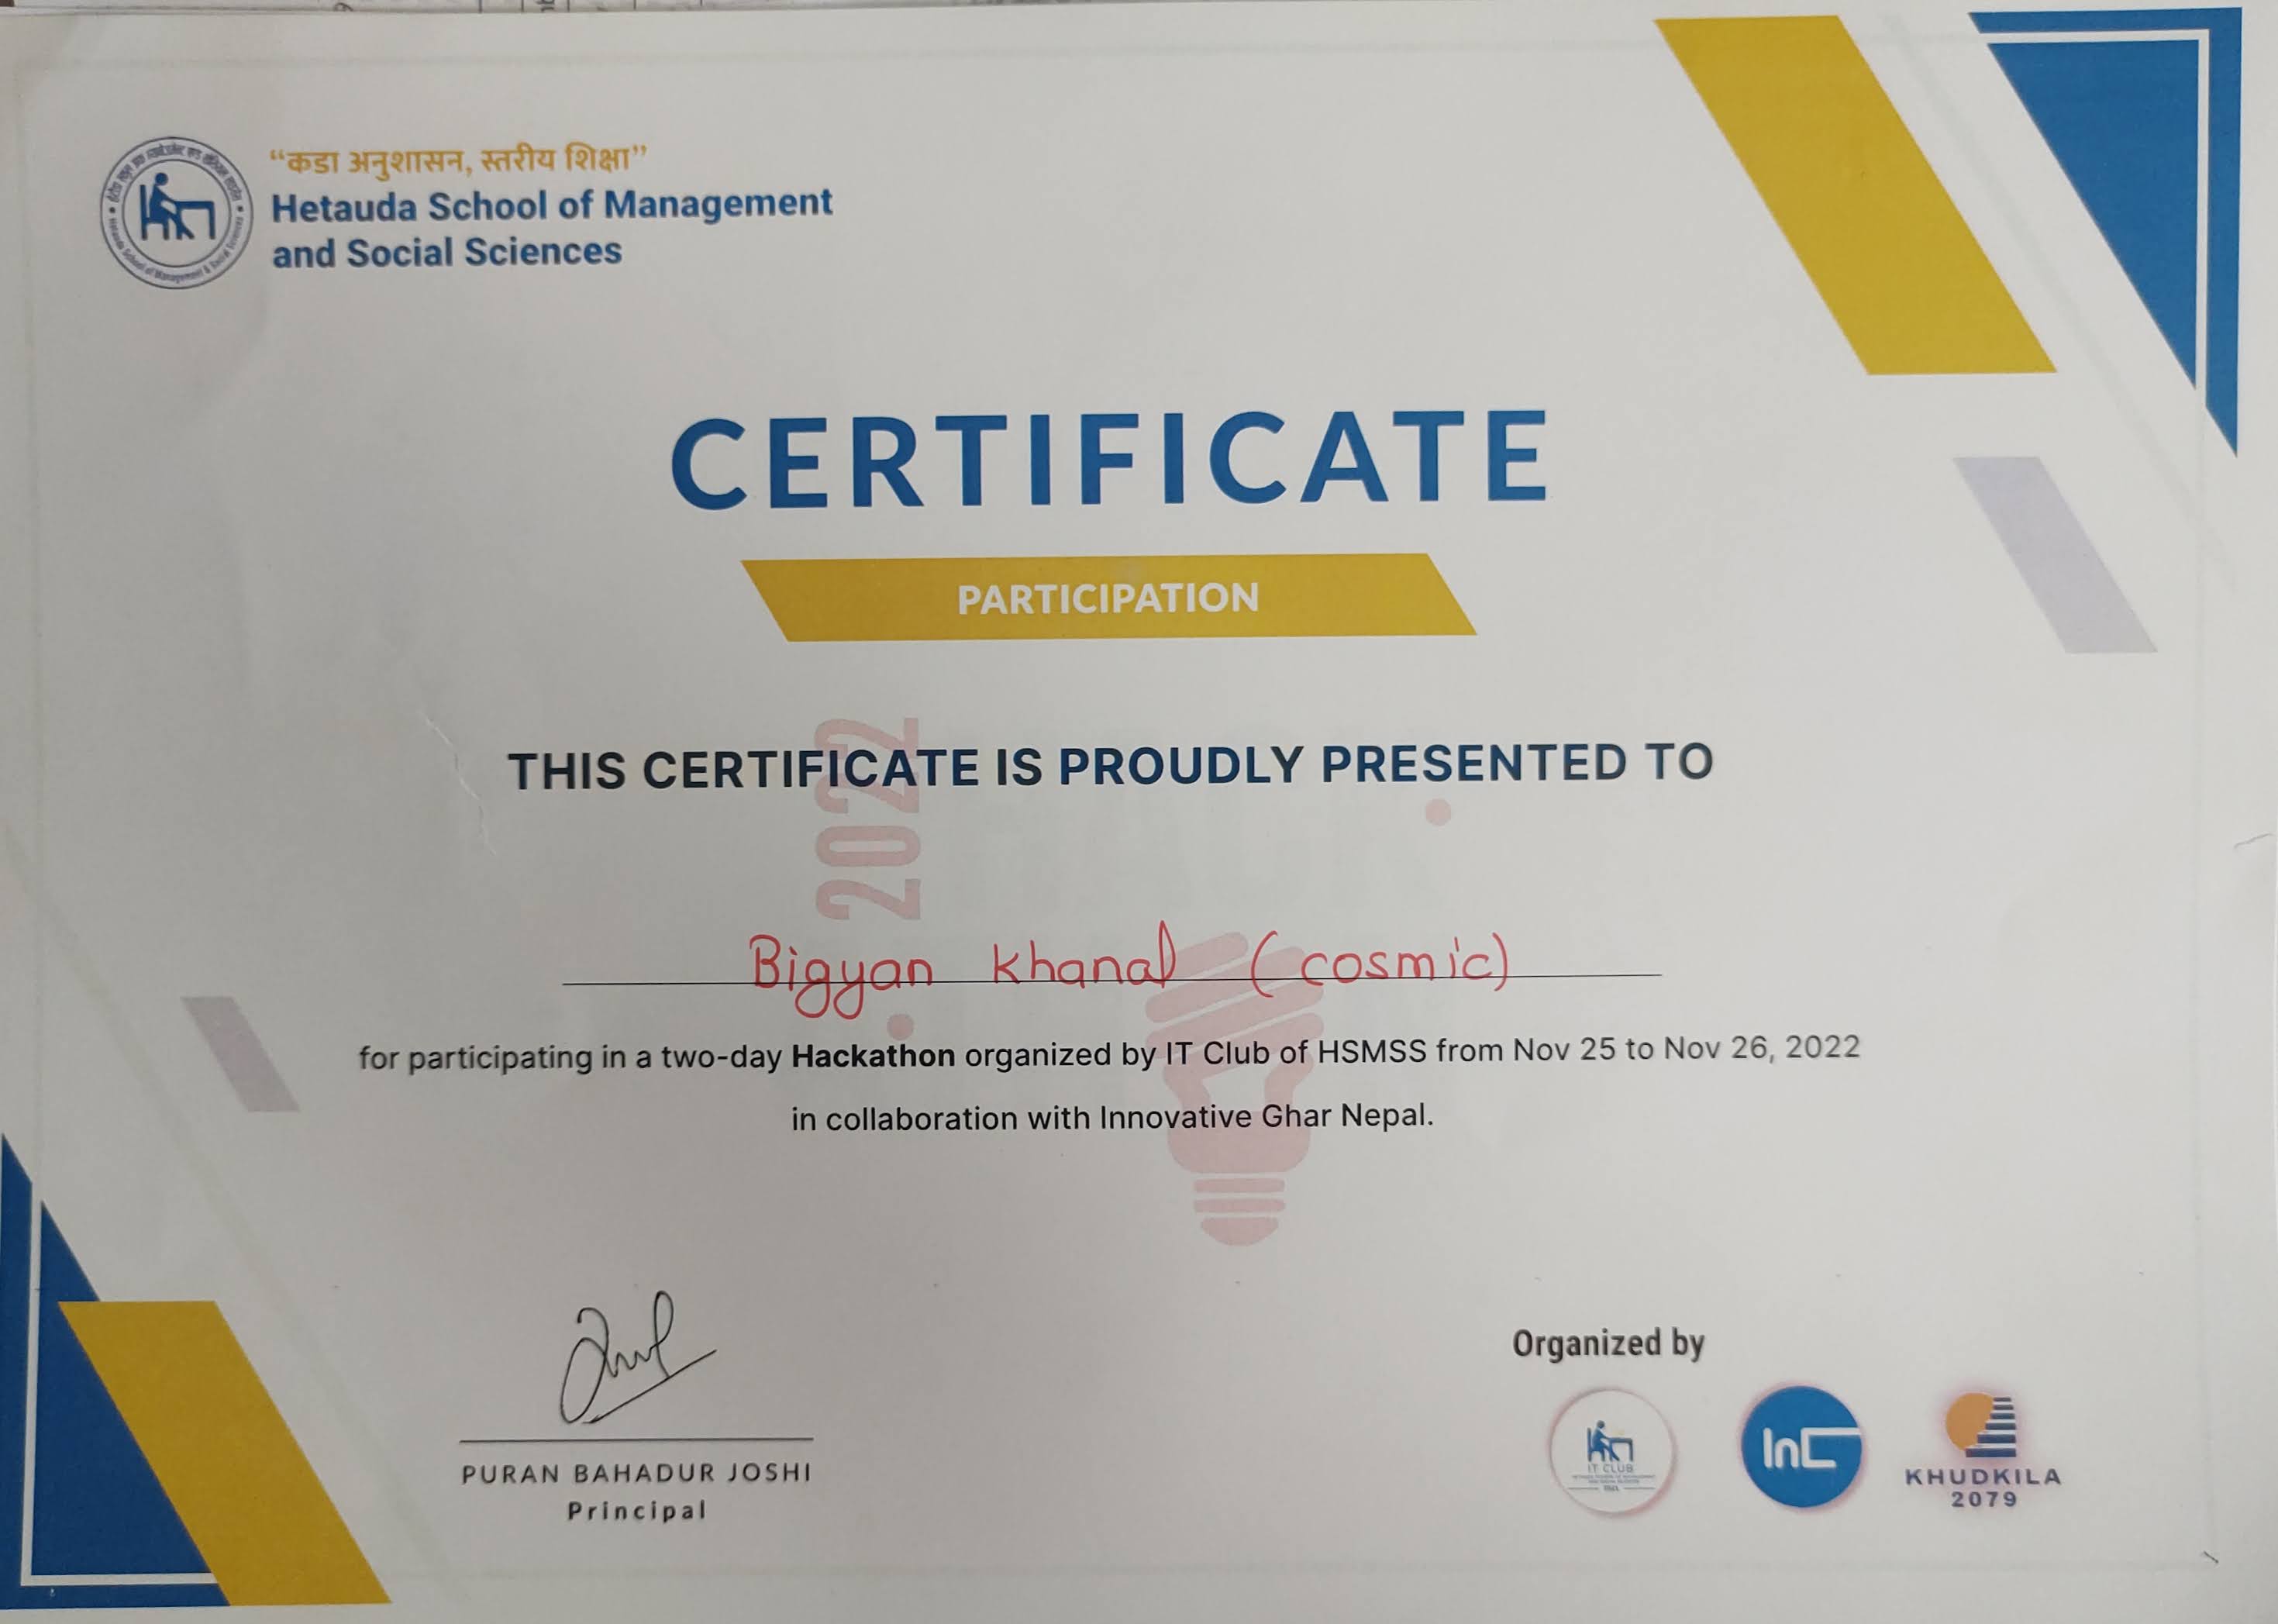 “कडा अनुशासन, स्तरीय शिक्षा”
Hetauda School of Management
and Social Sciences
CERTIFICATE
PARTICIPATION
2022
THIS CERTIFICATE IS PROUDLY PRESENTED TO
Bigyan Khanal (cosmic)
for participating in a two-day Hackathon organized by IT Club of HSMSS from Nov 25 to Nov 26, 2022
in collaboration with Innovative Ghar Nepal.
PURAN BAHADUR JOSHI
Principal
Organized by
IT CLUB
InG
KHUDKILA
2079